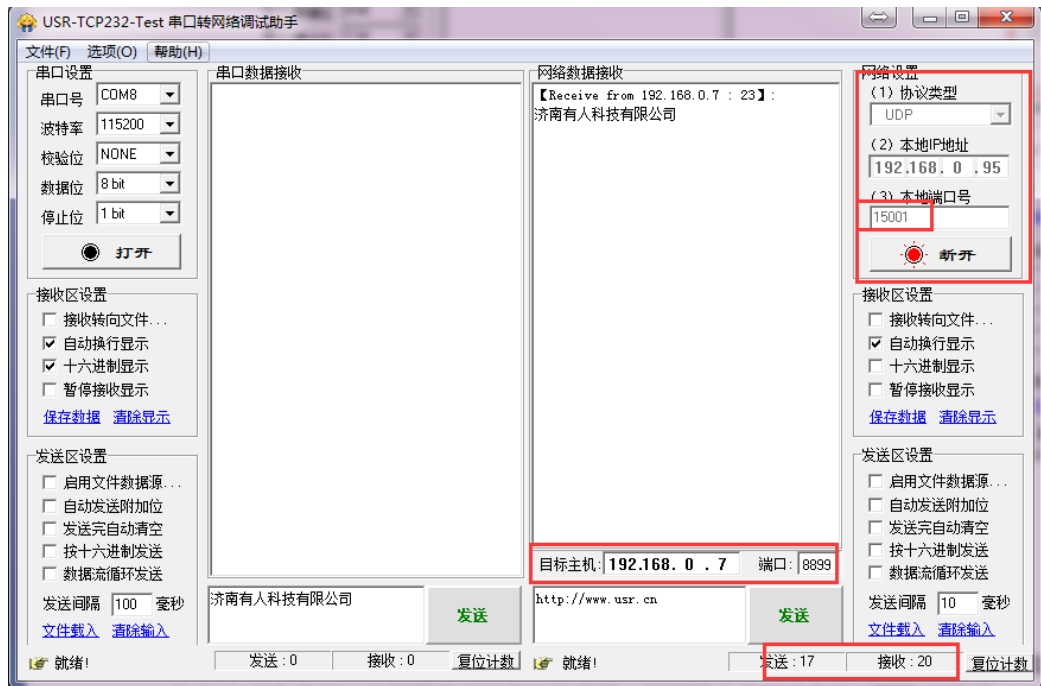 USR-TCP232-Test 串口转网络调试助手
文件(F) 选项(O) 帮助(H)
串口设置
串口号 COM8
波特率 115200
校验位 NONE
数据位 8 bit
停止位 1 bit
打开
接收区设置
接收转向文件...
自动换行显示
十六进制显示
暂停接收显示
保存数据 清除显示
发送区设置
启用文件数据源...
自动发送附加位
发送完自动清空
按十六进制发送
数据流循环发送
发送间隔 100 毫秒
文件载入 清除输入
就绪!
串口数据接收
济南有人科技有限公司
发送
发送 : 0 接收 : 0 复位计数
网络数据接收
【Receive from 192.168.0.7 : 23】:
济南有人科技有限公司
目标主机: 192.168. 0 . 7 端口: 8899
http://www.usr.cn
发送
就绪!
发送 : 17 接收 : 20 复位计数
网络设置
(1) 协议类型
UDP
(2) 本地IP地址
192.168. 0 .95
(3) 本地端口号
15001
断开
接收区设置
接收转向文件...
自动换行显示
十六进制显示
暂停接收显示
保存数据 清除显示
发送区设置
启用文件数据源...
自动发送附加位
发送完自动清空
按十六进制发送
数据流循环发送
发送间隔 10 毫秒
文件载入 清除输入